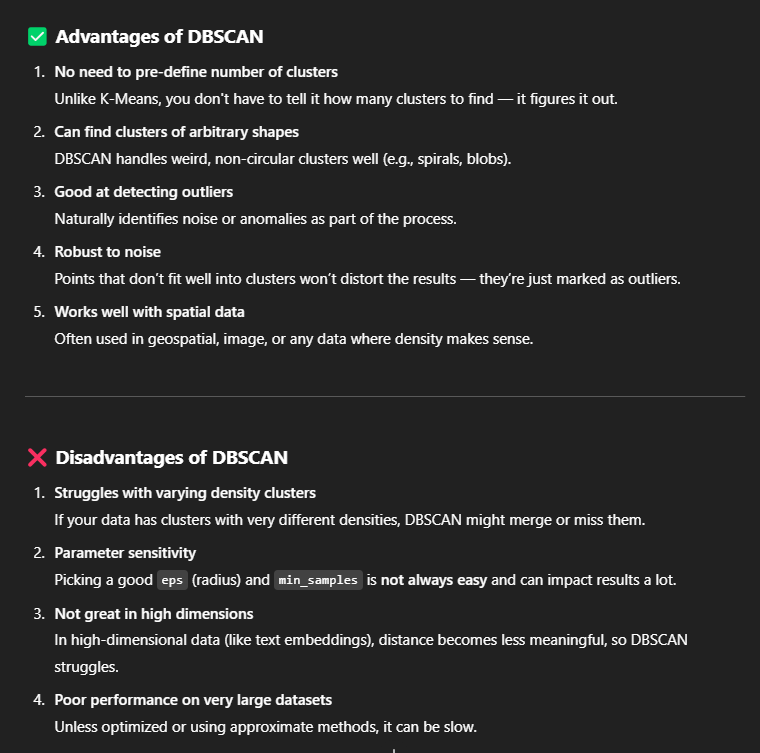 ✅ Advantages of DBSCAN
1. No need to pre-define number of clusters
Unlike K-Means, you don't have to tell it how many clusters to find — it figures it out.
2. Can find clusters of arbitrary shapes
DBSCAN handles weird, non-circular clusters well (e.g., spirals, blobs).
3. Good at detecting outliers
Naturally identifies noise or anomalies as part of the process.
4. Robust to noise
Points that don’t fit well into clusters won’t distort the results — they’re just marked as outliers.
5. Works well with spatial data
Often used in geospatial, image, or any data where density makes sense.
❌ Disadvantages of DBSCAN
1. Struggles with varying density clusters
If your data has clusters with very different densities, DBSCAN might merge or miss them.
2. Parameter sensitivity
Picking a good eps (radius) and min_samples is not always easy and can impact results a lot.
3. Not great in high dimensions
In high-dimensional data (like text embeddings), distance becomes less meaningful, so DBSCAN
struggles.
4. Poor performance on very large datasets
Unless optimized or using approximate methods, it can be slow.